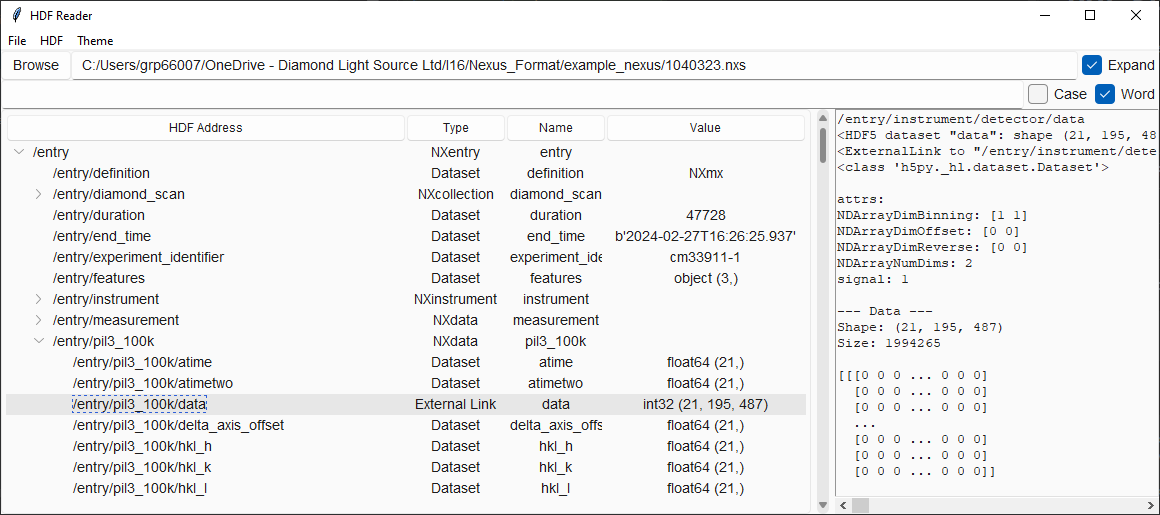 HDF Reader
File HDF Theme
Browse C:/Users/grp66007/OneDrive - Diamond Light Source Ltd/I16/Nexus_Format/example_nexus/1040323.nxs Expand
Case Word
HDF Address Type Name Value
/entry NXentry entry
/entry/definition Dataset definition NXmx
/entry/diamond_scan NXcollection diamond_scan
/entry/duration Dataset duration 47728
/entry/end_time Dataset end_time b'2024-02-27T16:26:25.937'
/entry/experiment_identifier Dataset experiment_ide cm33911-1
/entry/features Dataset features object (3,)
/entry/instrument NXinstrument instrument
/entry/measurement NXdata measurement
/entry/pil3_100k NXdata pil3_100k
/entry/pil3_100k/atime Dataset atime float64 (21,)
/entry/pil3_100k/atimetwo Dataset atimetwo float64 (21,)
/entry/pil3_100k/data External Link data int32 (21, 195, 487)
/entry/pil3_100k/delta_axis_offset Dataset delta_axis_offs float64 (21,)
/entry/pil3_100k/hkl_h Dataset hkl_h float64 (21,)
/entry/pil3_100k/hkl_k Dataset hkl_k float64 (21,)
/entry/pil3_100k/hkl_l Dataset hkl_l float64 (21,)
/entry/instrument/detector/data
<HDF5 dataset "data": shape (21, 195, 48
<ExternalLink to "/entry/instrument/dete
<class 'h5py._hl.dataset.Dataset'>
attrs:
NDArrayDimBinning: [1 1]
NDArrayDimOffset: [0 0]
NDArrayDimReverse: [0 0]
NDArrayNumDims: 2
signal: 1
--- Data ---
Shape: (21, 195, 487)
Size: 1994265
[[[0 0 0 ... 0 0 0]
[0 0 0 ... 0 0 0]
[0 0 0 ... 0 0 0]
...
[0 0 0 ... 0 0 0]
[0 0 0 ... 0 0 0]
[0 0 0 ... 0 0 0]]